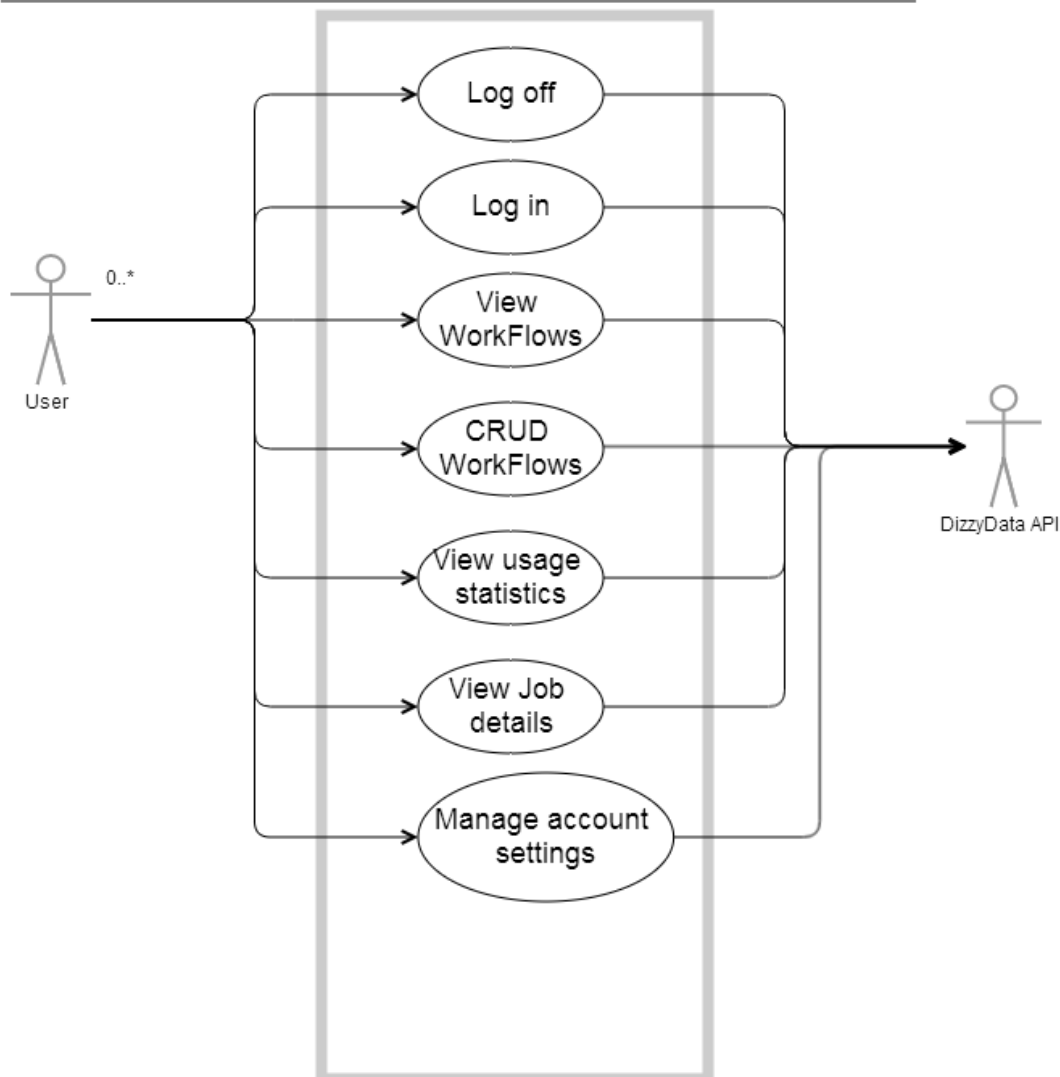 Log off
Log in
0..*
View
WorkFlows
User
CRUD
WorkFlows
DizzyData API
View usage
statistics
View Job
details
Manage account
settings